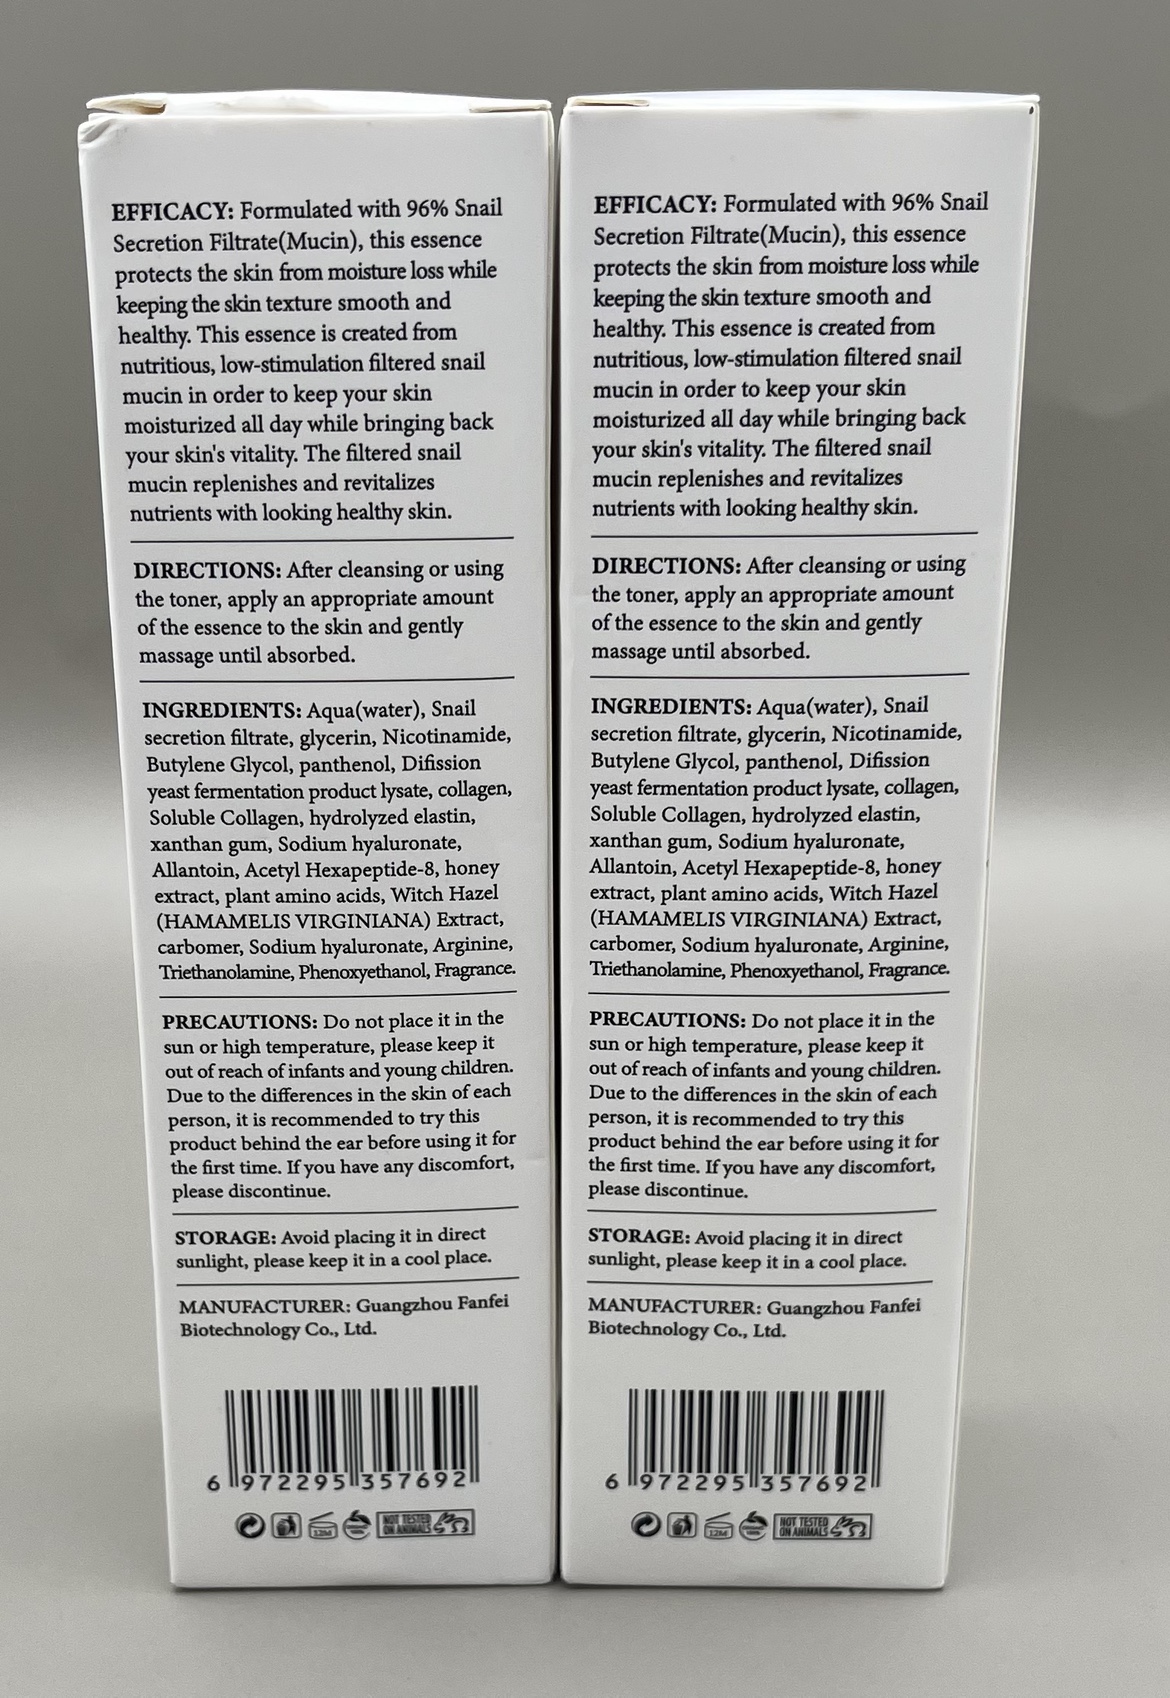 EFFICACY: Formulated with 96% Snail
Secretion Filtrate(Mucin), this essence
protects the skin from moisture loss while
keeping the skin texture smooth and
healthy. This essence is created from
nutritious, low-stimulation filtered snail
mucin in order to keep your skin
moisturized all day while bringing back
your skin's vitality. The filtered snail
mucin replenishes and revitalizes
nutrients with looking healthy skin.
DIRECTIONS: After cleansing or using
the toner, apply an appropriate amount
of the essence to the skin and gently
massage until absorbed.
INGREDIENTS: Aqua(water), Snail
secretion filtrate, glycerin, Nicotinamide,
Butylene Glycol, panthenol, Difission
yeast fermentation product lysate, collagen,
Soluble Collagen, hydrolyzed elastin,
xanthan gum, Sodium hyaluronate,
Allantoin, Acetyl Hexapeptide-8, honey
extract, plant amino acids, Witch Hazel
(HAMAMELIS VIRGINIANA) Extract,
carbomer, Sodium hyaluronate, Arginine,
Triethanolamine, Phenoxyethanol, Fragrance.
PRECAUTIONS: Do not place it in the
sun or high temperature, please keep it
out of reach of infants and young children.
Due to the differences in the skin of each
person, it is recommended to try this
product behind the ear before using it for
the first time. If you have any discomfort,
please discontinue.
STORAGE: Avoid placing it in direct
sunlight, please keep it in a cool place.
MANUFACTURER: Guangzhou Fanfei
Biotechnology Co., Ltd.
6 972295 357692
12M
NOT TESTED
ON ANIMALS
EFFICACY: Formulated with 96% Snail
Secretion Filtrate(Mucin), this essence
protects the skin from moisture loss while
keeping the skin texture smooth and
healthy. This essence is created from
nutritious, low-stimulation filtered snail
mucin in order to keep your skin
moisturized all day while bringing back
your skin's vitality. The filtered snail
mucin replenishes and revitalizes
nutrients with looking healthy skin.
DIRECTIONS: After cleansing or using
the toner, apply an appropriate amount
of the essence to the skin and gently
massage until absorbed.
INGREDIENTS: Aqua(water), Snail
secretion filtrate, glycerin, Nicotinamide,
Butylene Glycol, panthenol, Difission
yeast fermentation product lysate, collagen,
Soluble Collagen, hydrolyzed elastin,
xanthan gum, Sodium hyaluronate,
Allantoin, Acetyl Hexapeptide-8, honey
extract, plant amino acids, Witch Hazel
(HAMAMELIS VIRGINIANA) Extract,
carbomer, Sodium hyaluronate, Arginine,
Triethanolamine, Phenoxyethanol, Fragrance.
PRECAUTIONS: Do not place it in the
sun or high temperature, please keep it
out of reach of infants and young children.
Due to the differences in the skin of each
person, it is recommended to try this
product behind the ear before using it for
the first time. If you have any discomfort,
please discontinue.
STORAGE: Avoid placing it in direct
sunlight, please keep it in a cool place.
MANUFACTURER: Guangzhou Fanfei
Biotechnology Co., Ltd.
6 972295 357692
12M
NOT TESTED
ON ANIMALS